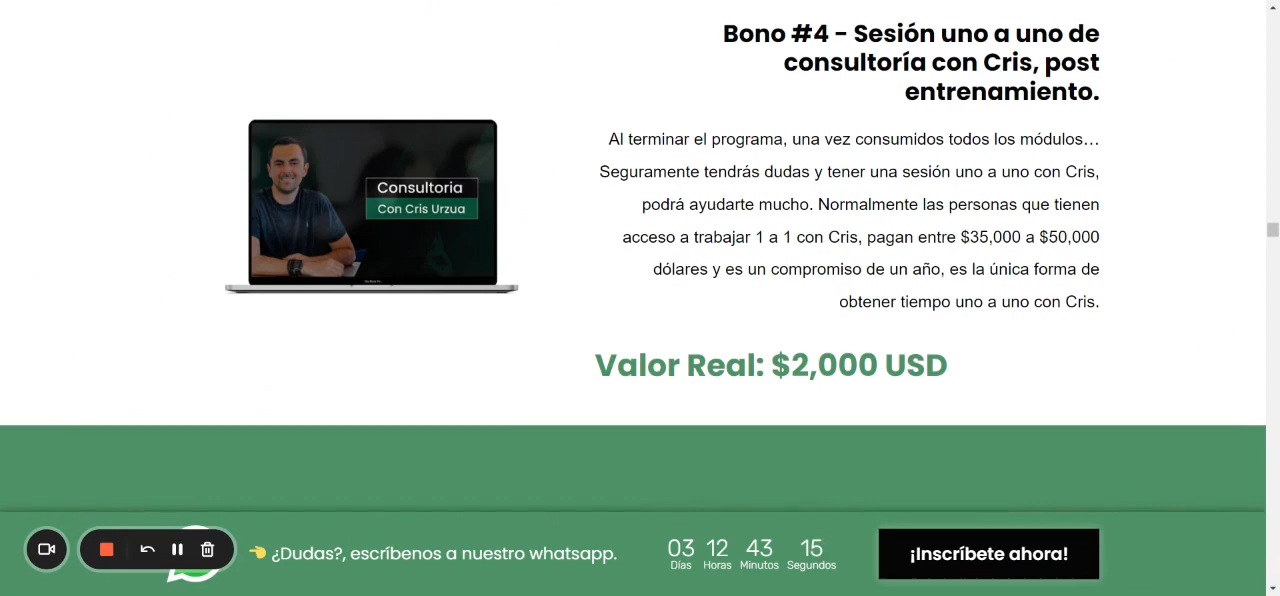 Bono #4 - Sesión uno a uno de
consultoría con Cris, post
entrenamiento.
Consultoria
Con Cris Urzua
Al terminar el programa, una vez consumidos todos los módulos…
Seguramente tendrás dudas y tener una sesión uno a uno con Cris,
podrá ayudarte mucho. Normalmente las personas que tienen
acceso a trabajar 1 a 1 con Cris, pagan entre $35,000 a $50,000
dólares y es un compromiso de un año, es la única forma de
obtener tiempo uno a uno con Cris.
Valor Real: $2,000 USD
👈 ¿Dudas?, escríbenos a nuestro whatsapp.
03 12 43 15
Días Horas Minutos Segundos
¡Inscríbete ahora!